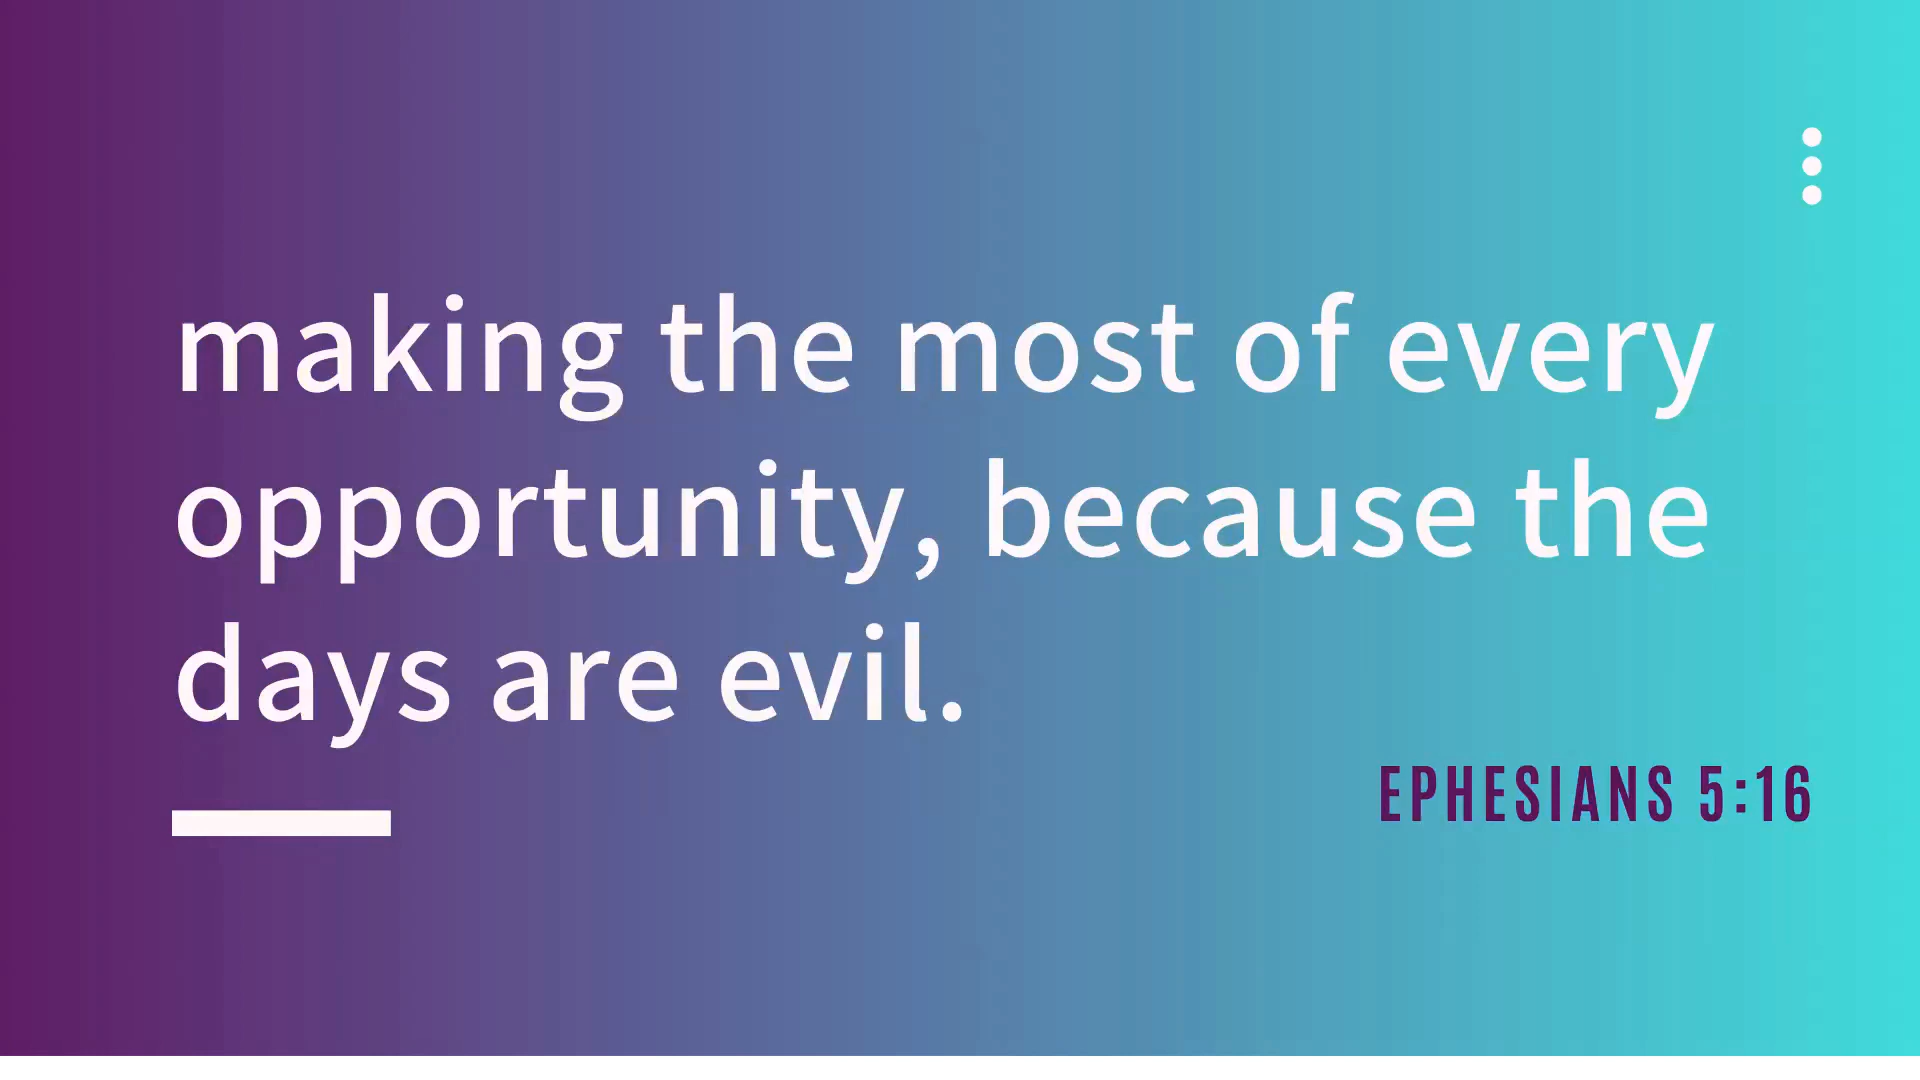 making the most of every
opportunity, because the
days are evil.
EPHESIANS 5:16